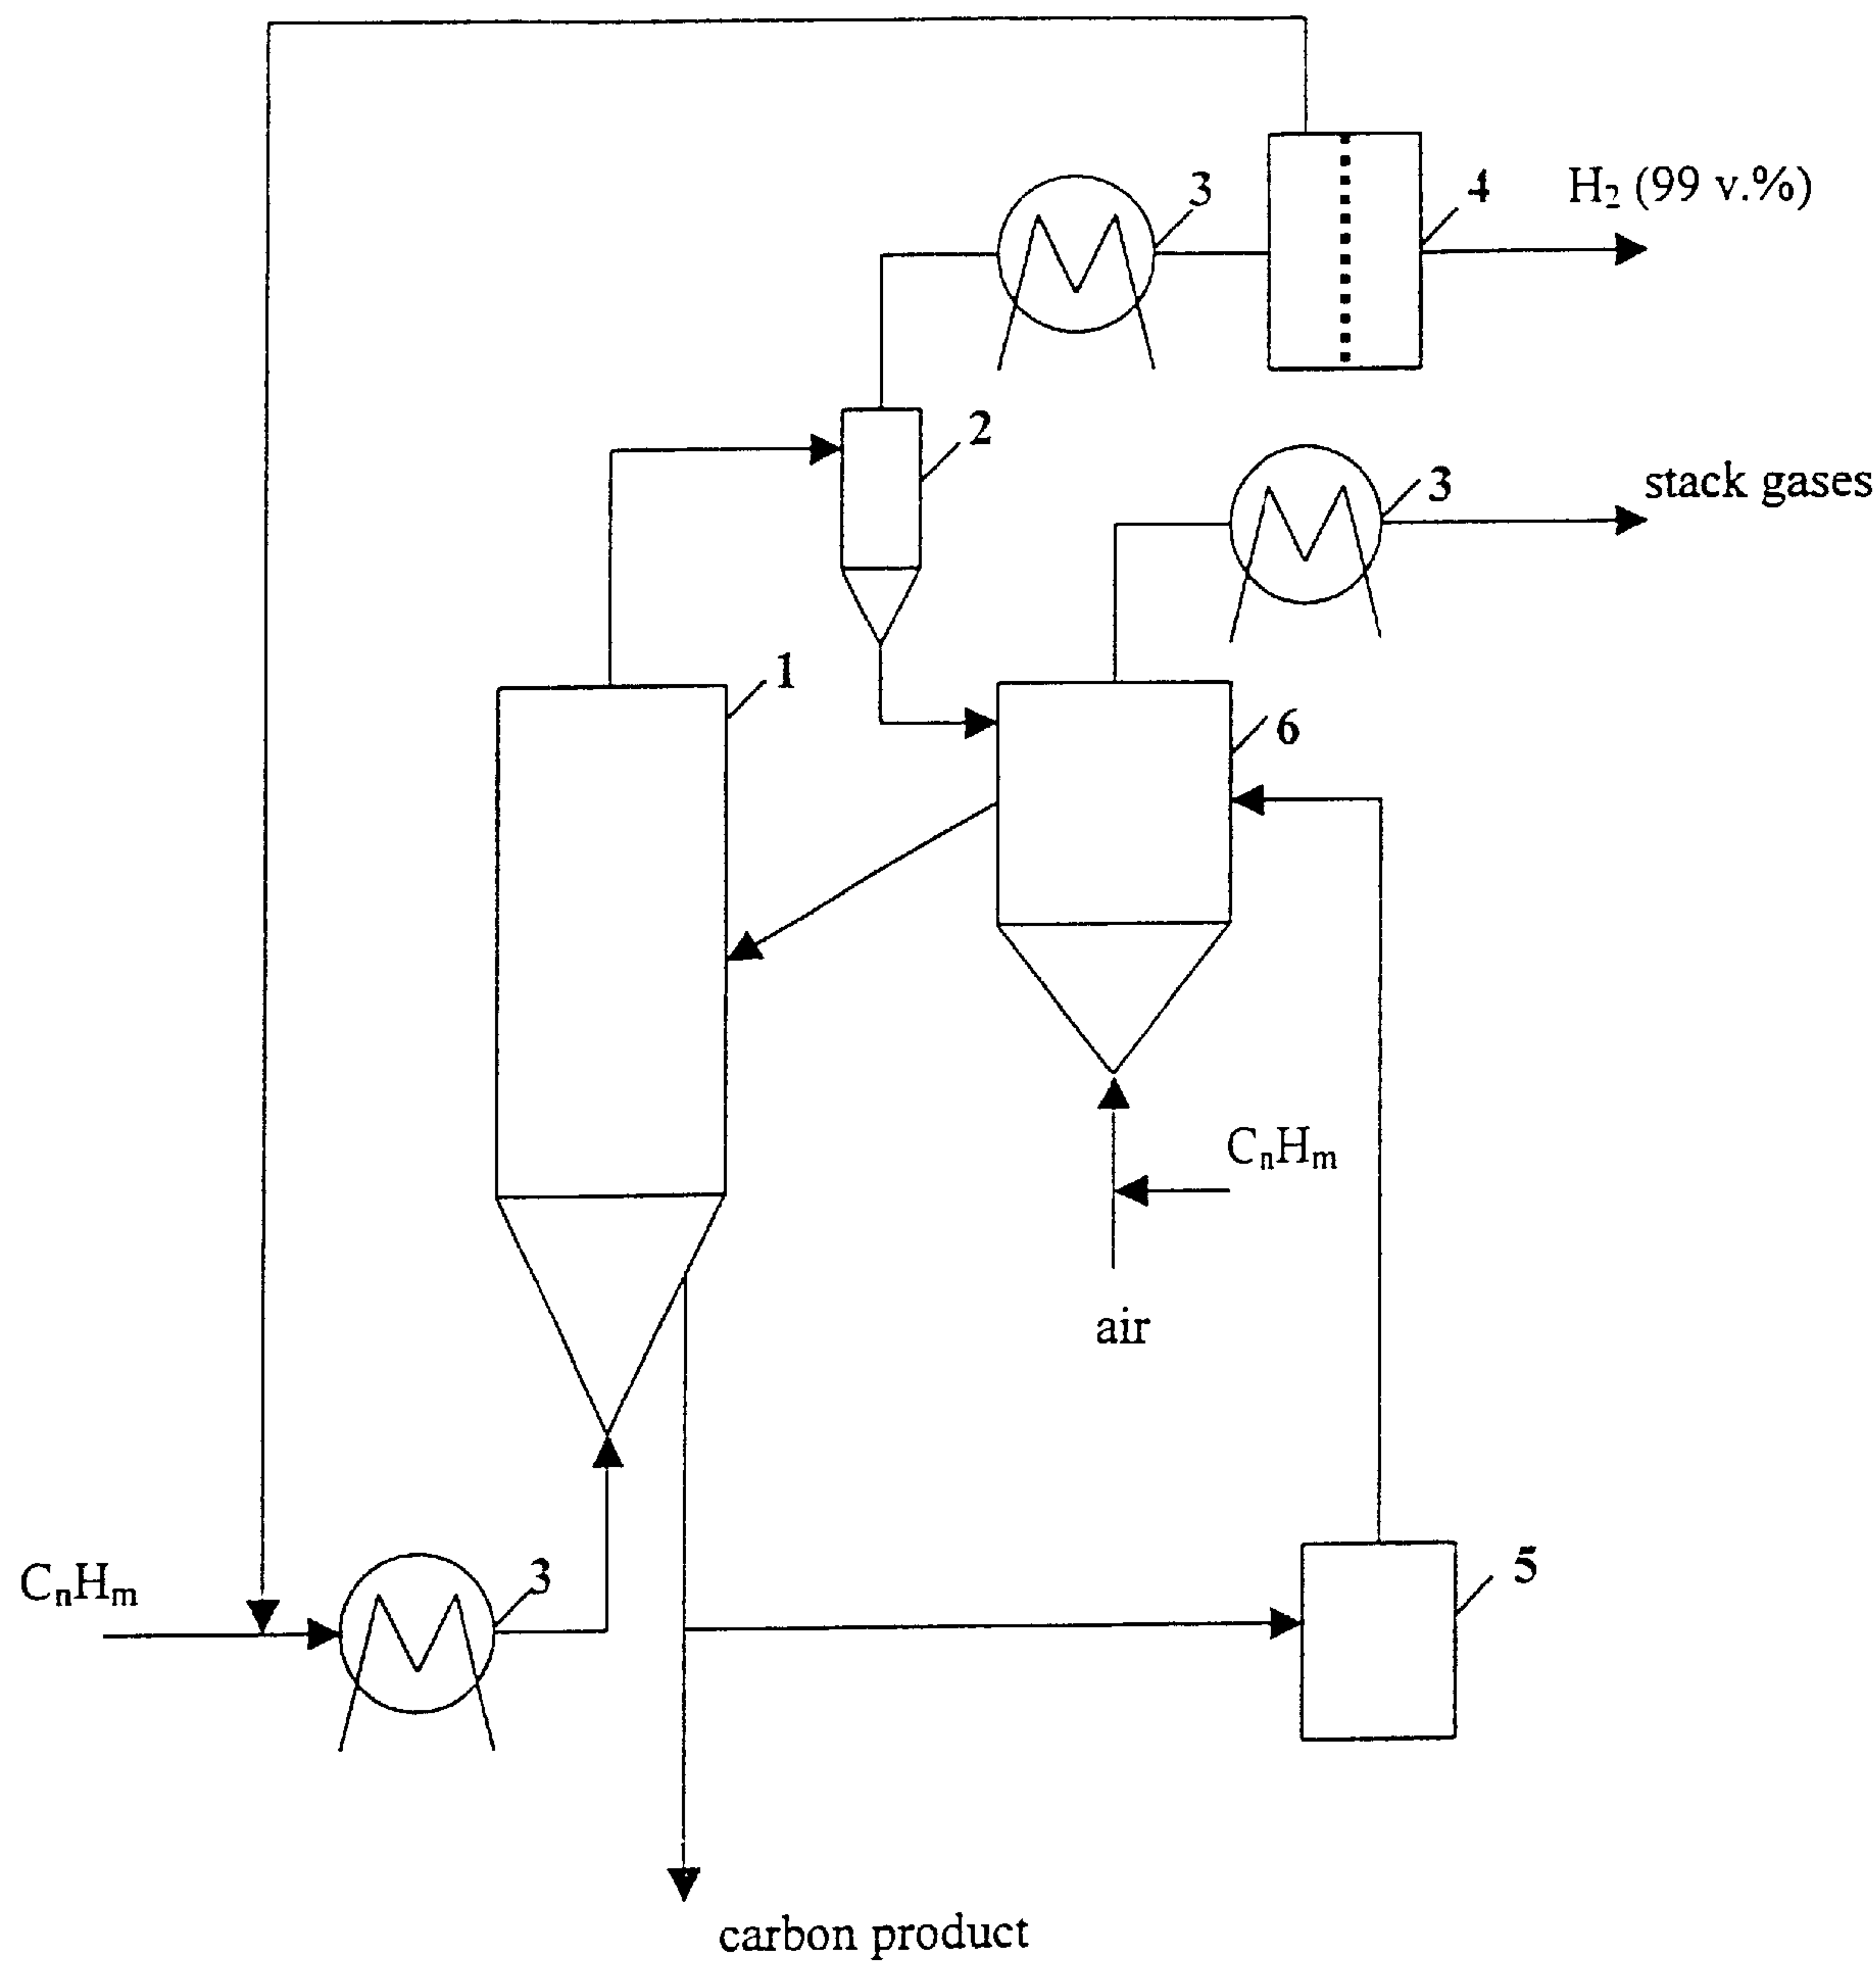 3
4
H₂ (99 v.%)
2
3
stack gases
1
6
CₙHₘ
air
CₙHₘ
3
5
carbon product